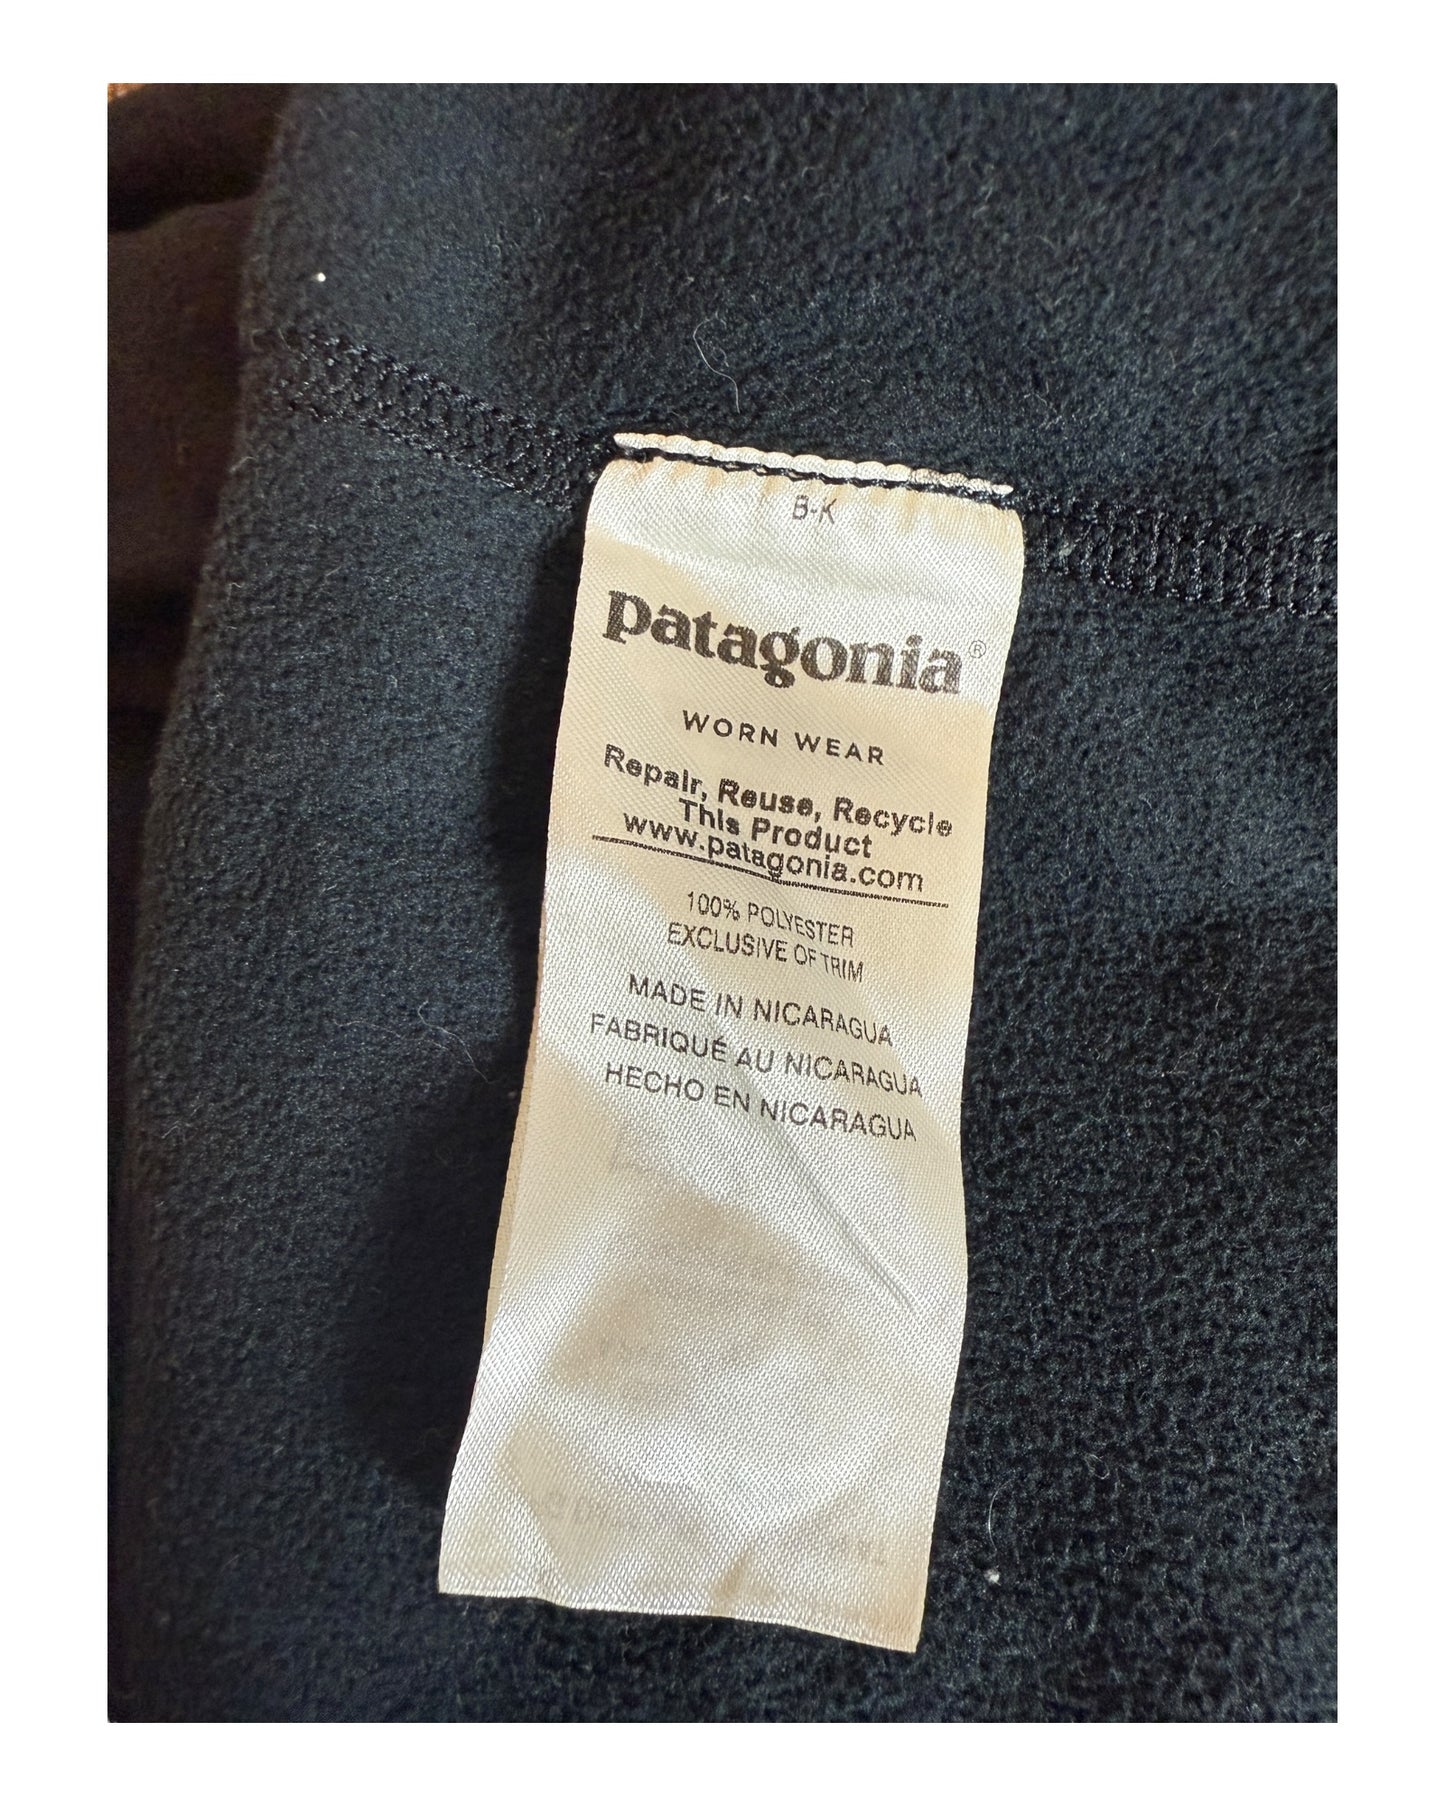 B-K
patagonia®
WORN WEAR
Repair, Reuse, Recycle
This Product
www.patagonia.com
100% POLYESTER
EXCLUSIVE OF TRIM
MADE IN NICARAGUA
FABRIQUÉ AU NICARAGUA
HECHO EN NICARAGUA